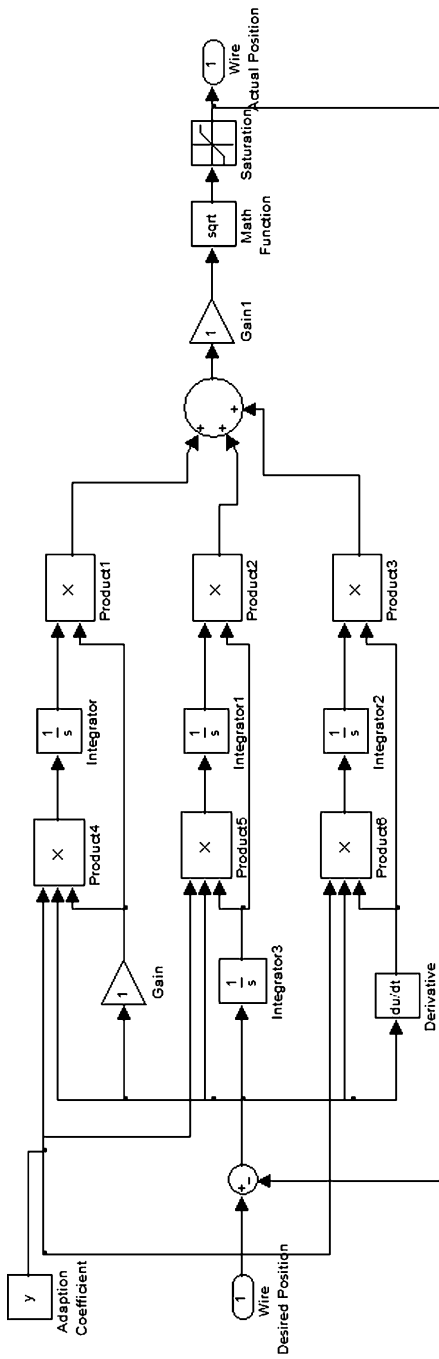 y
Adaption
Coefficient
×
Product4
1
s
Integrator
×
Product1
1
Gain
1
Wire
Desired Position
+
-
1
s
Integrator3
×
Product5
1
s
Integrator1
×
Product2
+
+
+
1
Gain1
sqrt
Math
Function
Saturation
1
Wire
Actual Position
du/dt
Derivative
×
Product6
1
s
Integrator2
×
Product3